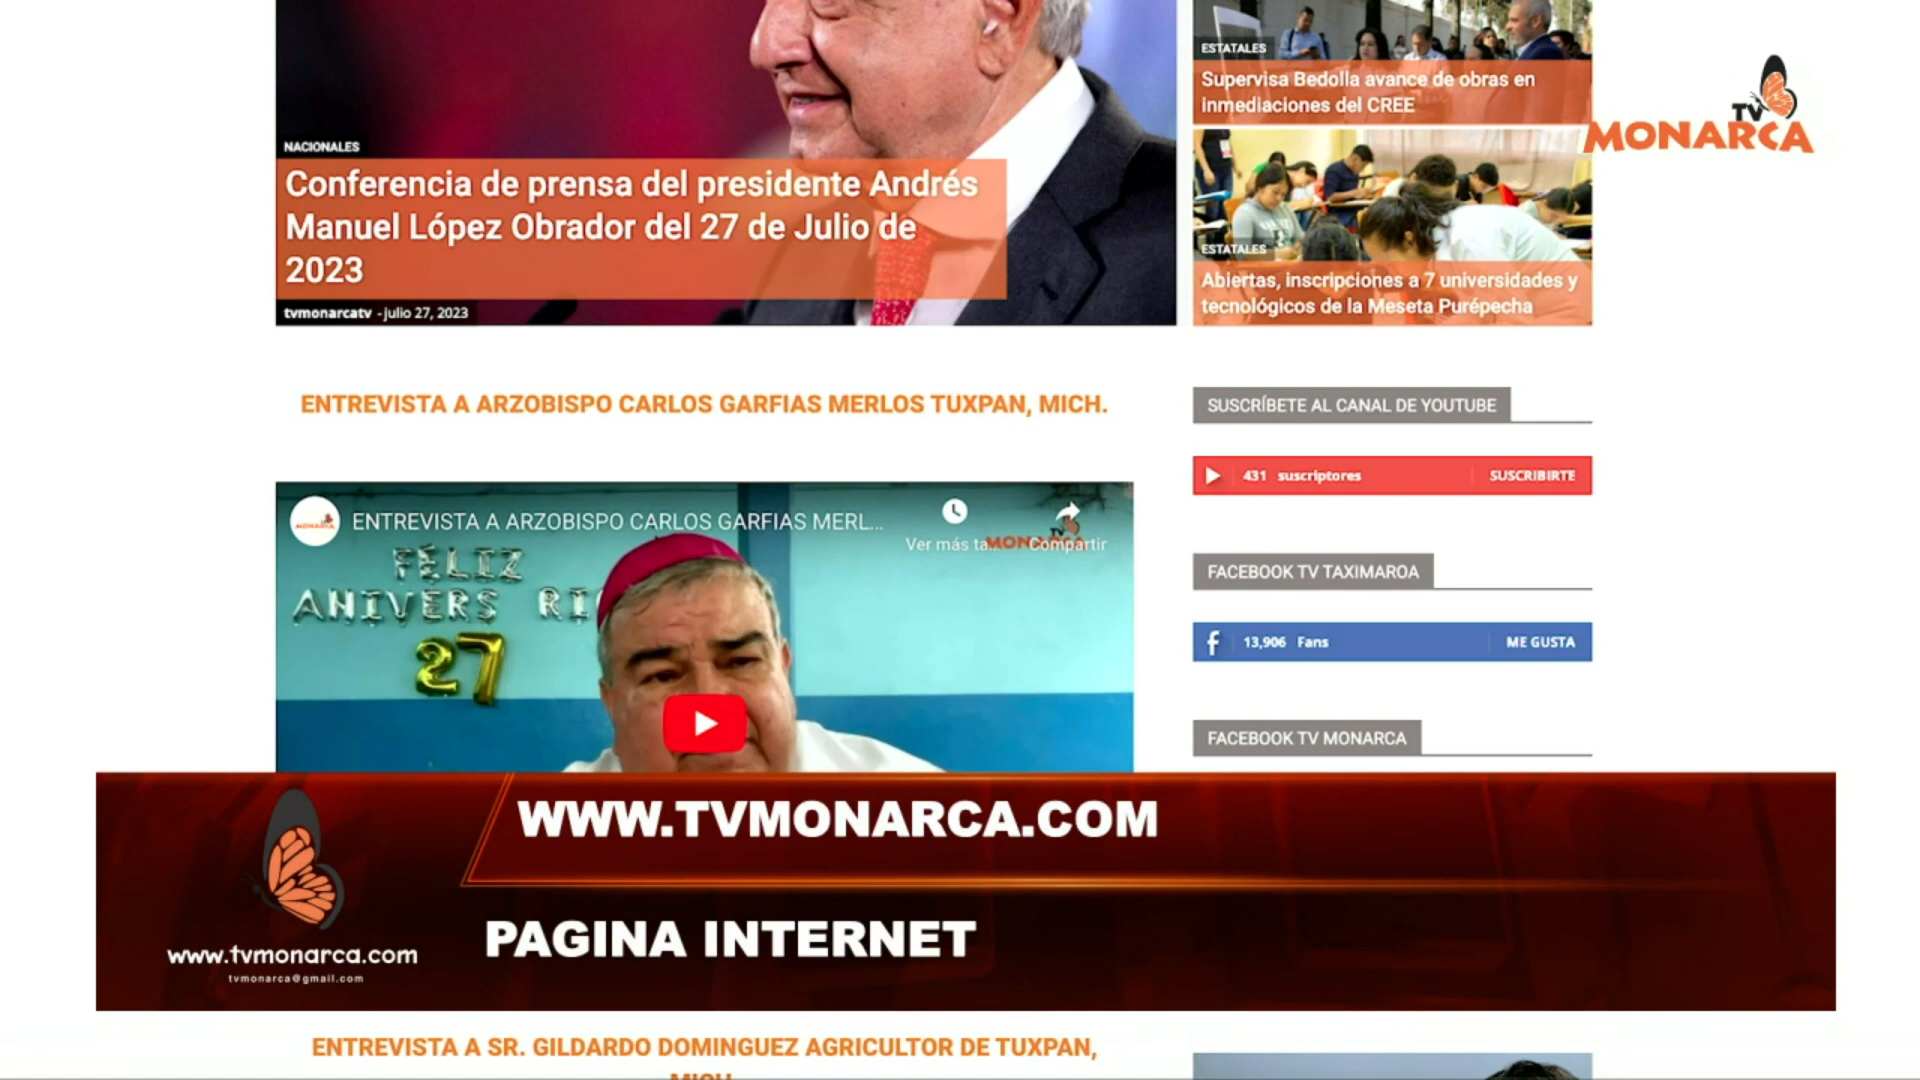 NACIONALES
Conferencia de prensa del presidente Andrés
Manuel López Obrador del 27 de Julio de
2023
tvmonarcatv - julio 27, 2023
ESTATALES
Supervisa Bedolla avance de obras en
inmediaciones del CREE
ESTATALES
Abiertas, inscripciones a 7 universidades y
tecnológicos de la Meseta Purépecha
TV
MONARCA
ENTREVISTA A ARZOBISPO CARLOS GARFIAS MERLOS TUXPAN, MICH.
SUSCRÍBETE AL CANAL DE YOUTUBE
431 suscriptores SUSCRIBIRTE
ENTREVISTA A ARZOBISPO CARLOS GARFIAS MERL...
Ver más ta... Compartir
TV
MONARCA
FELIZ
ANIVERS RI
27
FACEBOOK TV TAXIMAROA
13,906 Fans ME GUSTA
FACEBOOK TV MONARCA
WWW.TVMONARCA.COM
PAGINA INTERNET
www.tvmonarca.com
tvmonarca@gmail.com
ENTREVISTA A SR. GILDARDO DOMINGUEZ AGRICULTOR DE TUXPAN,
MICH